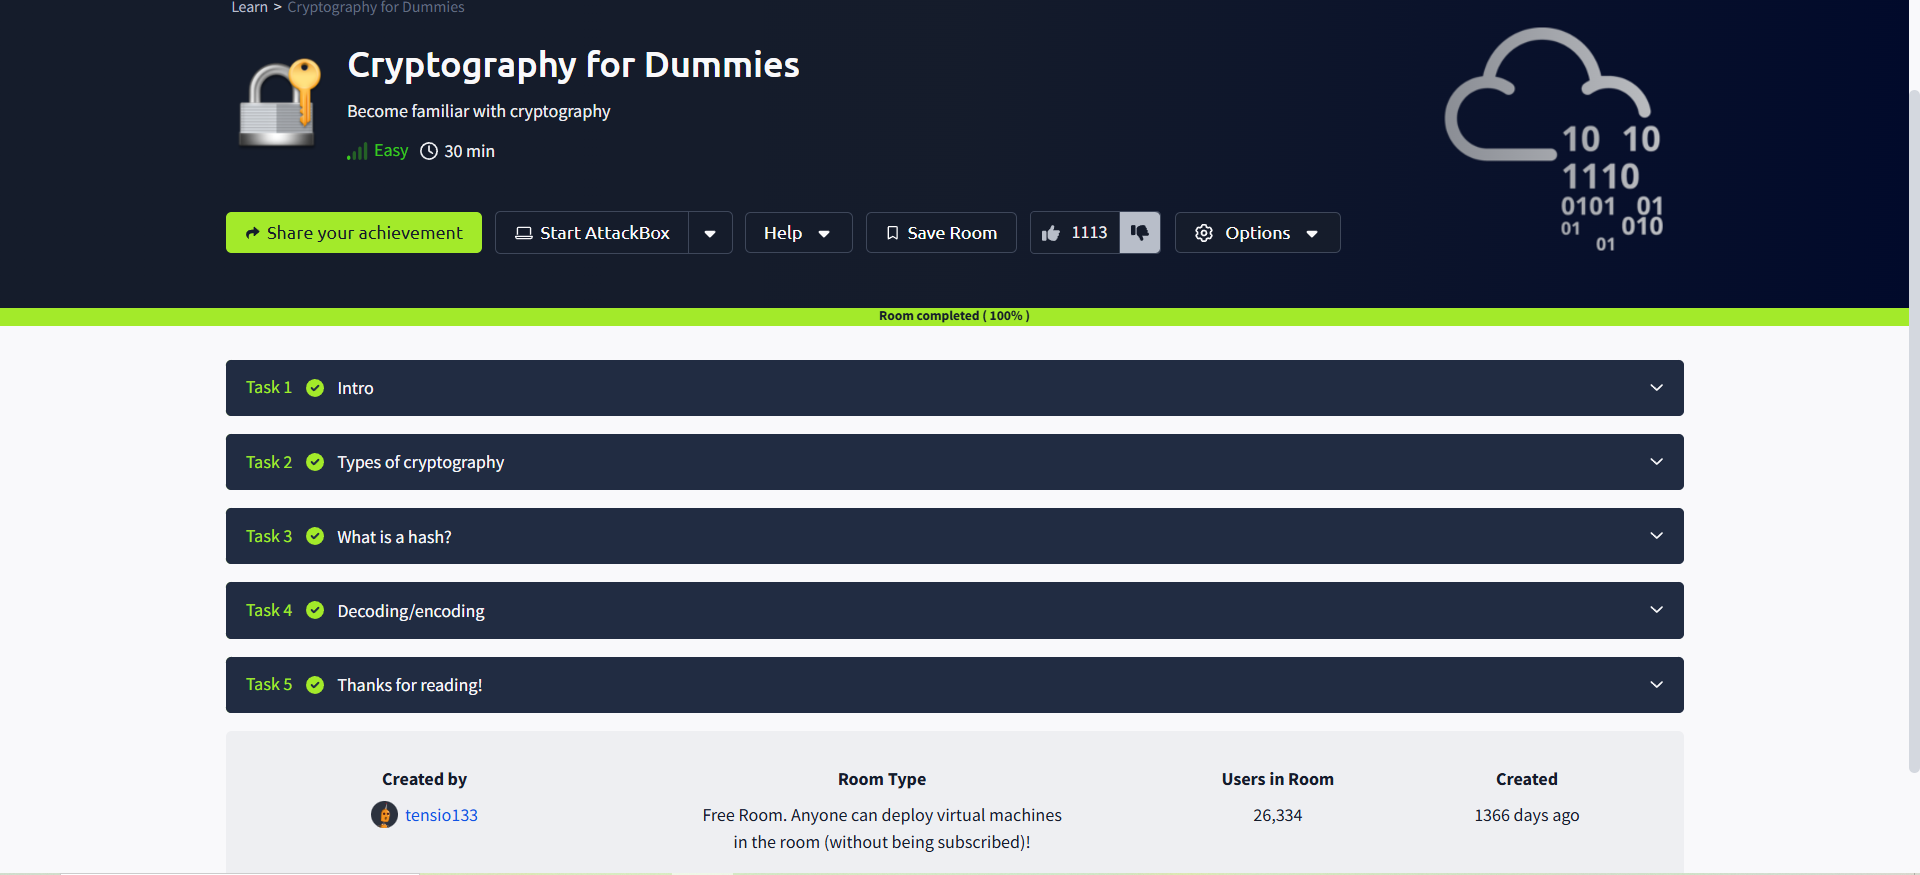 Learn > Cryptography for Dummies
Cryptography for Dummies
Become familiar with cryptography
Easy 30 min
10 10
1110
0101 01
01 010
01
Share your achievement Start AttackBox Help Save Room 1113 Options
Room completed ( 100% )
Task 1 Intro
Task 2 Types of cryptography
Task 3 What is a hash?
Task 4 Decoding/encoding
Task 5 Thanks for reading!
Created by Room Type Users in Room Created
tensio133 Free Room. Anyone can deploy virtual machines 26,334 1366 days ago
in the room (without being subscribed)!